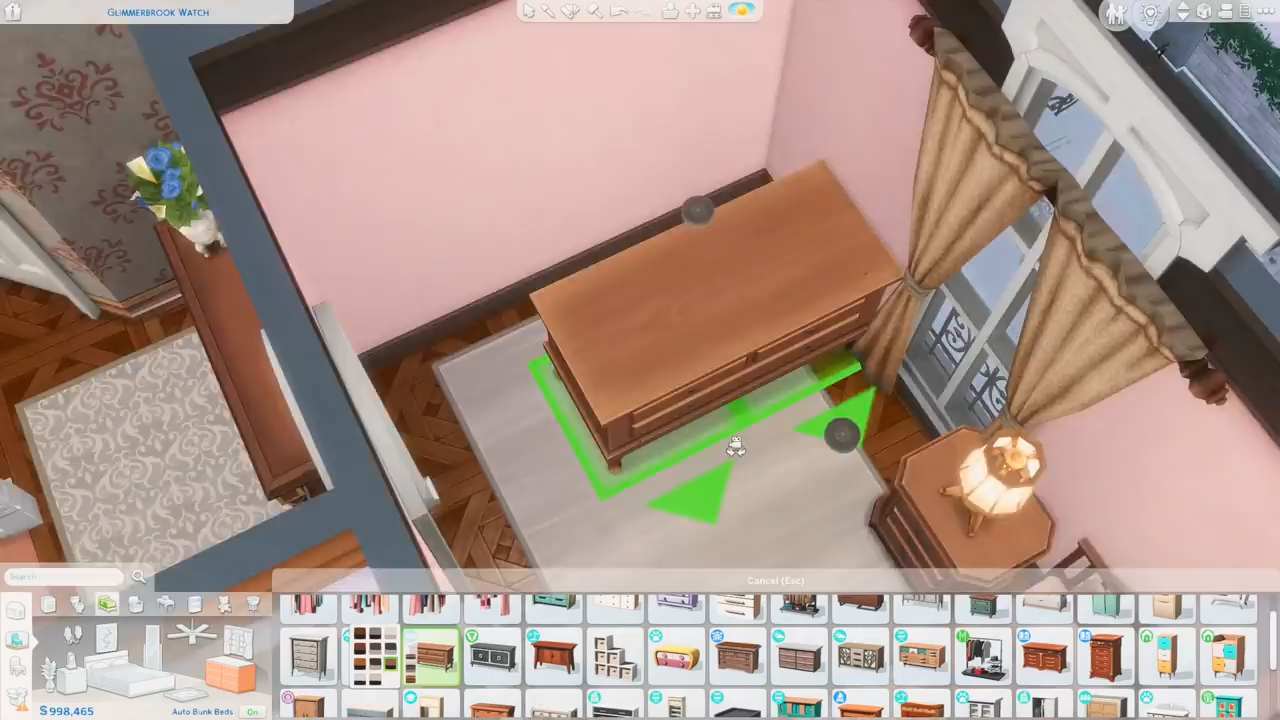 Glimmerbrook Watch
Cancel (Esc)
Search
$998,465
Auto Bunk Beds
On